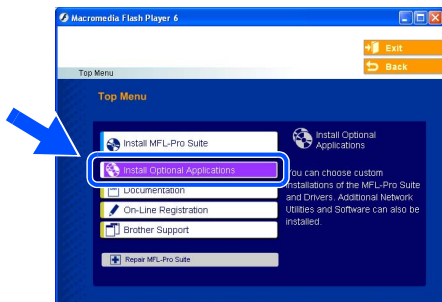 Macromedia Flash Player 6
Exit
Back
Top Menu
Top Menu
Install MFL-Pro Suite
Install Optional Applications
Documentation
On-Line Registration
Brother Support
Repair MFL-Pro Suite
Install Optional
Applications
You can choose custom
installations of the MFL-Pro Suite
and Drivers. Additional Network
Utilities and Software can also be
installed.